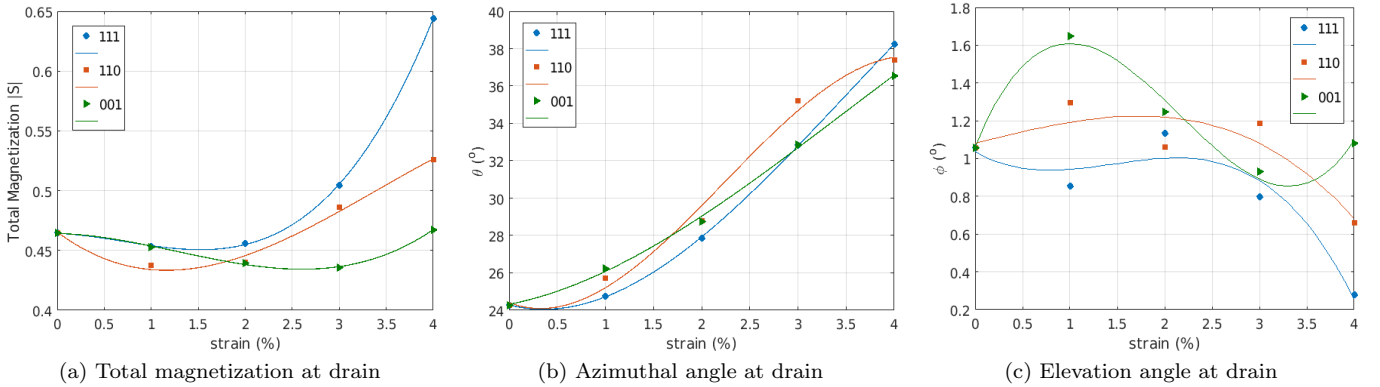 0.65
0.6
0.55
0.5
0.45
0.4
Total Magnetization |S|
111
110
001
0 0.5 1 1.5 2 2.5 3 3.5 4
strain (%)
(a) Total magnetization at drain
40
38
36
34
32
30
28
26
24
θ (°)
111
110
001
0 0.5 1 1.5 2 2.5 3 3.5 4
strain (%)
(b) Azimuthal angle at drain
1.8
1.6
1.4
1.2
1
0.8
0.6
0.4
0.2
ϕ (°)
111
110
001
0 0.5 1 1.5 2 2.5 3 3.5 4
strain (%)
(c) Elevation angle at drain